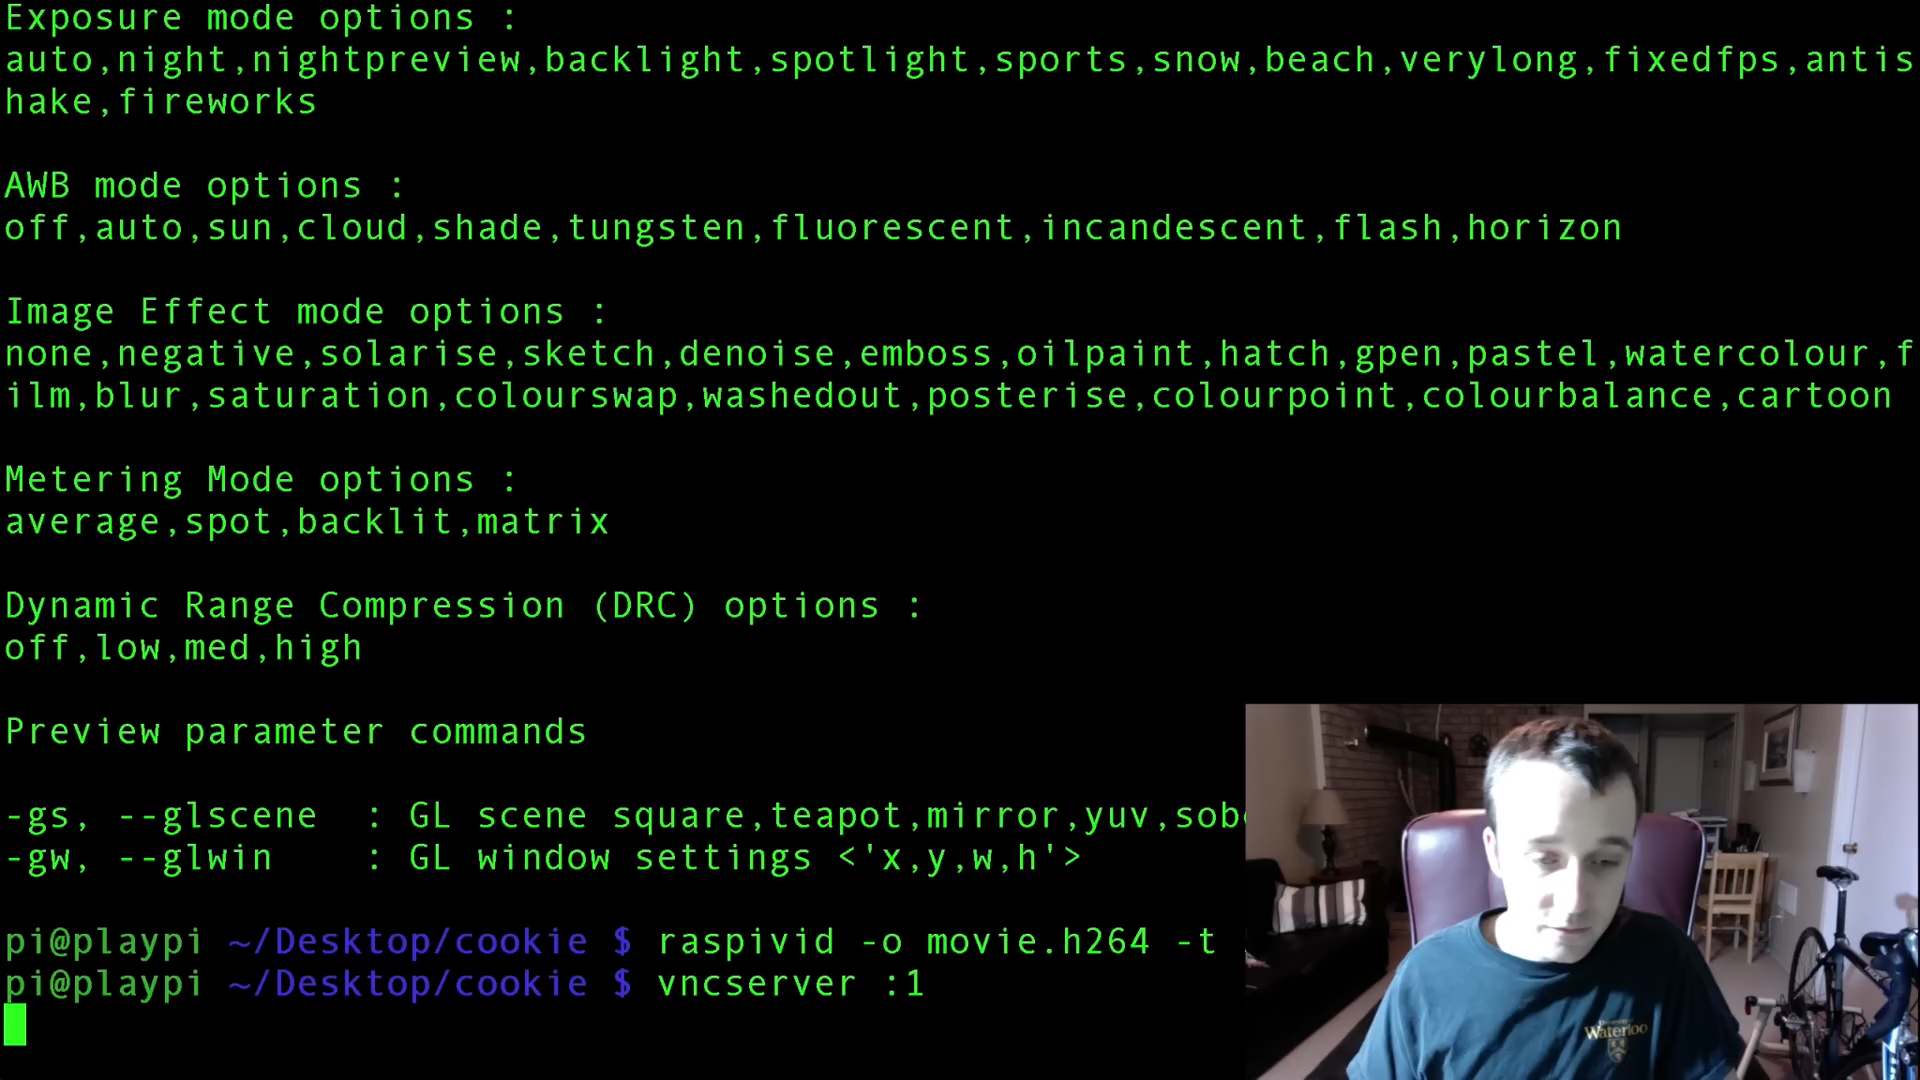 Exposure mode options :
auto,night,nightpreview,backlight,spotlight,sports,snow,beach,verylong,fixedfps,antis
hake,fireworks
AWB mode options :
off,auto,sun,cloud,shade,tungsten,fluorescent,incandescent,flash,horizon
Image Effect mode options :
none,negative,solarise,sketch,denoise,emboss,oilpaint,hatch,gpen,pastel,watercolour,f
ilm,blur,saturation,colourswap,washedout,posterise,colourpoint,colourbalance,cartoon
Metering Mode options :
average,spot,backlit,matrix
Dynamic Range Compression (DRC) options :
off,low,med,high
Preview parameter commands
-gs, --glscene : GL scene square,teapot,mirror,yuv,sob
-gw, --glwin : GL window settings <'x,y,w,h'>
pi@playpi ~/Desktop/cookie $ raspivid -o movie.h264 -t
pi@playpi ~/Desktop/cookie $ vncserver :1
Waterloo